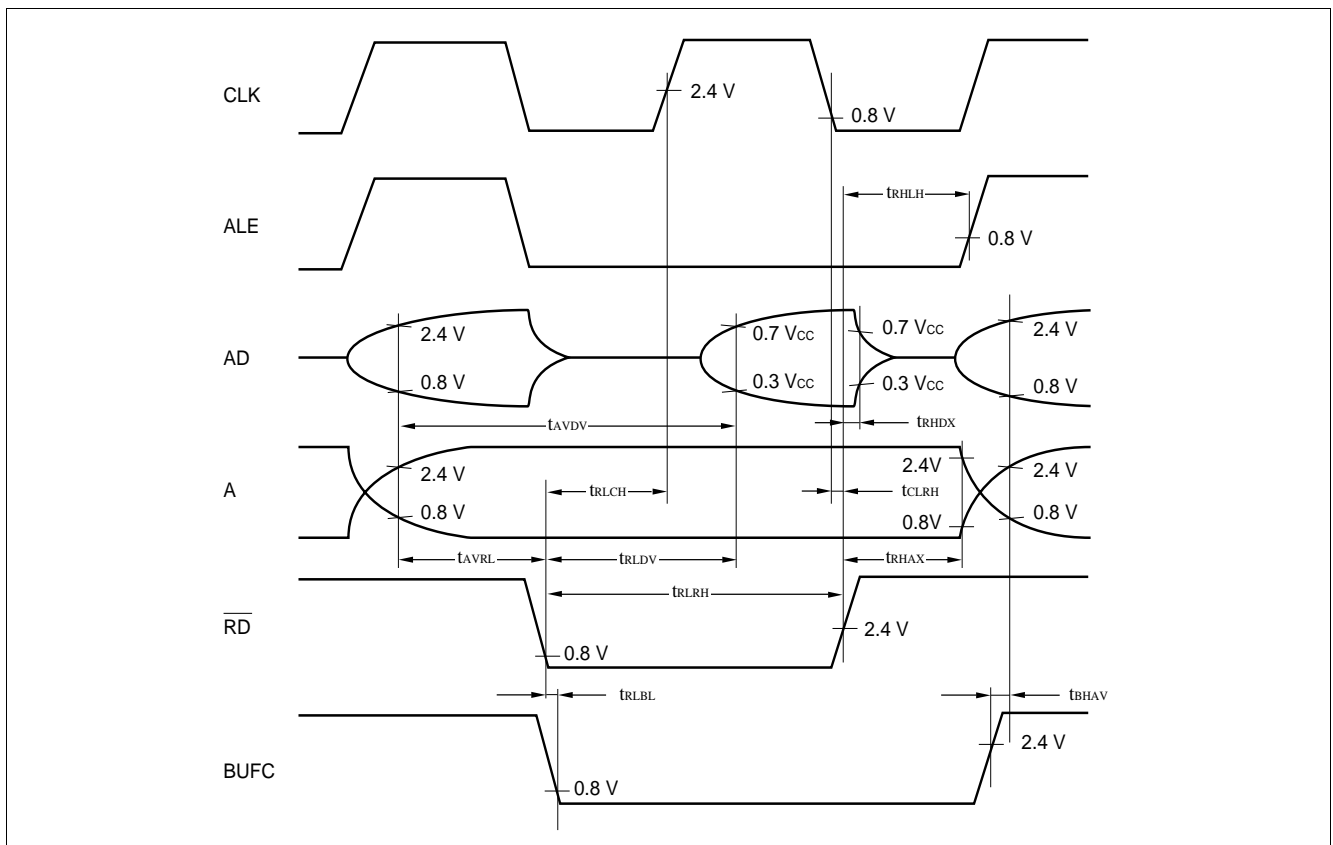 CLK
2.4 V
0.8 V
ALE
tRHLH
0.8 V
AD
2.4 V
0.8 V
0.7 VCC
0.3 VCC
0.7 VCC
0.3 VCC
2.4 V
0.8 V
tAVDV
tRHDX
A
2.4 V
0.8 V
tRLCH
2.4V
0.8V
tCLRH
2.4 V
0.8 V
tAVRL
tRLDV
tRHAX
RD
tRLRH
0.8 V
2.4 V
tRLBL
tBHAV
BUFC
0.8 V
2.4 V